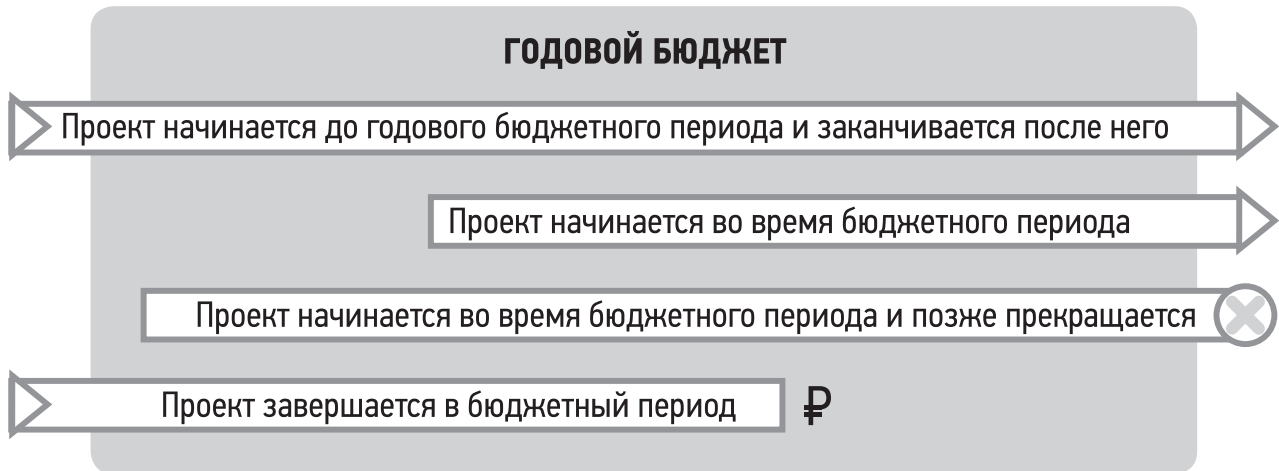 ГОДОВОЙ БЮДЖЕТ
Проект начинается до годового бюджетного периода и заканчивается после него
Проект начинается во время бюджетного периода
Проект начинается во время бюджетного периода и позже прекращается
Проект завершается в бюджетный период ₽